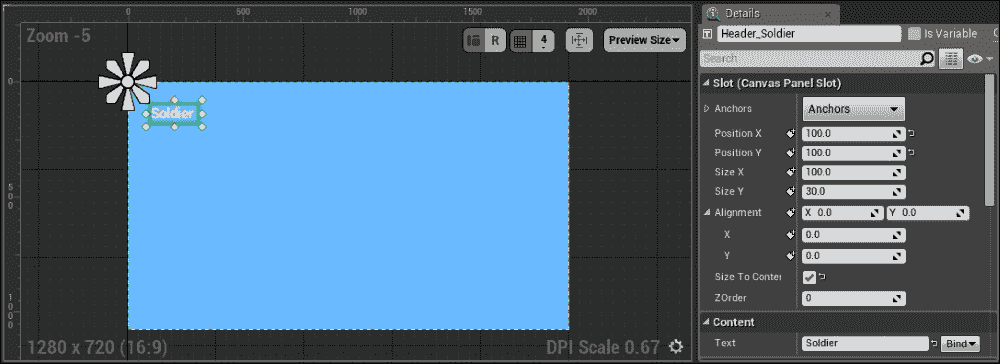 0 500 1000 1500 2000
Zoom -5
R 4 Preview Size
0
500
1000
Soldier
1280 x 720 (16:9) DPI Scale 0.67
Details
Header_Soldier Is Variable
Search
Slot (Canvas Panel Slot)
Anchors Anchors
Position X 100.0
Position Y 100.0
Size X 100.0
Size Y 30.0
Alignment X 0.0 Y 0.0
X 0.0
Y 0.0
Size To Conter
ZOrder 0
Content
Text Soldier Bind